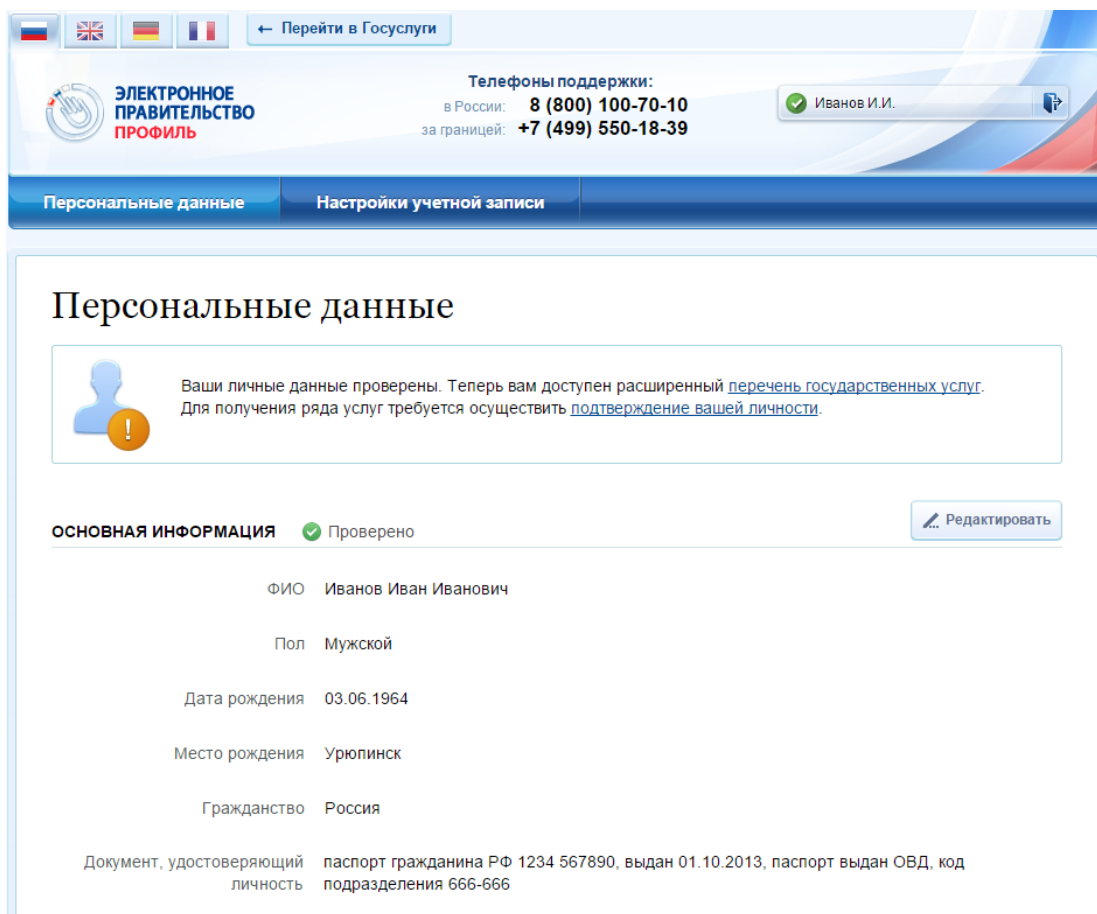 ← Перейти в Госуслуги
ЭЛЕКТРОННОЕ
ПРАВИТЕЛЬСТВО
ПРОФИЛЬ
Телефоны поддержки:
в России: 8 (800) 100-70-10
за границей: +7 (499) 550-18-39
Иванов И.И.
Персональные данные Настройки учетной записи
Персональные данные
Ваши личные данные проверены. Теперь вам доступен расширенный перечень государственных услуг.
Для получения ряда услуг требуется осуществить подтверждение вашей личности.
ОСНОВНАЯ ИНФОРМАЦИЯ Проверено Редактировать
ФИО Иванов Иван Иванович
Пол Мужской
Дата рождения 03.06.1964
Место рождения Урюпинск
Гражданство Россия
Документ, удостоверяющий паспорт гражданина РФ 1234 567890, выдан 01.10.2013, паспорт выдан ОВД, код
личность подразделения 666-666